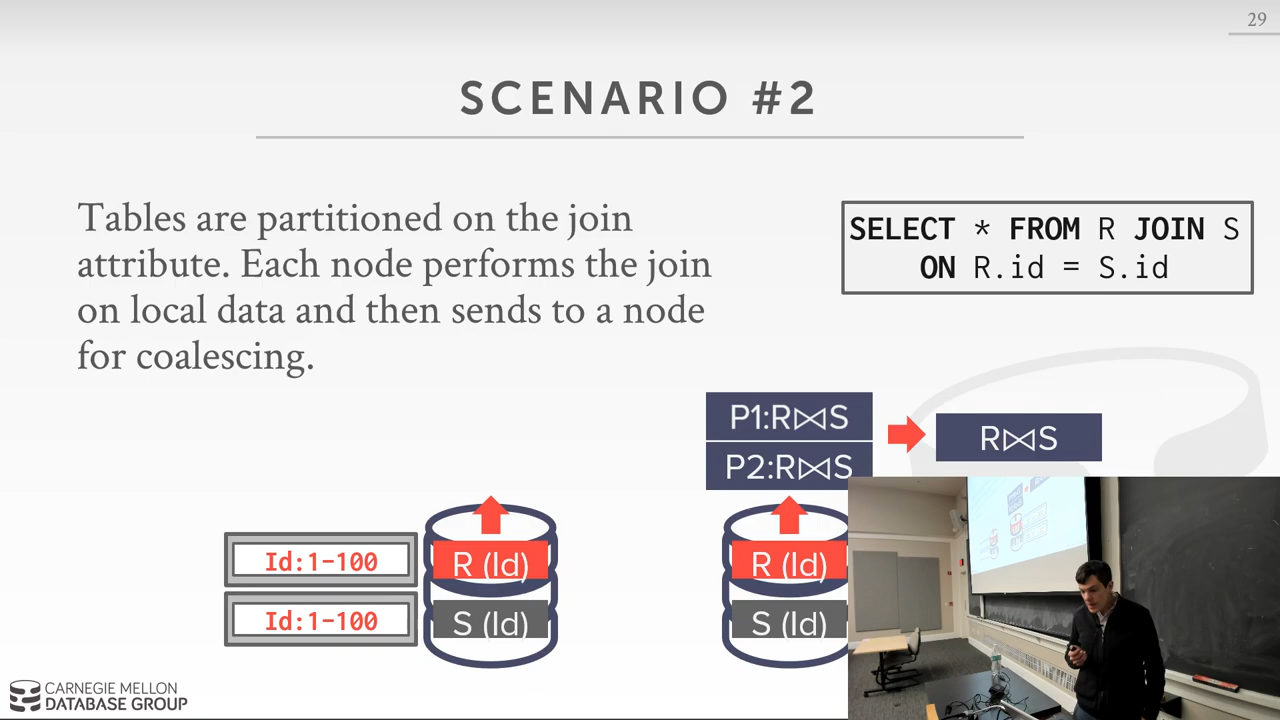 29
SCENARIO #2
Tables are partitioned on the join
attribute. Each node performs the join
on local data and then sends to a node
for coalescing.
SELECT * FROM R JOIN S
ON R.id = S.id
P1:R⋈S
P2:R⋈S
R⋈S
Id:1-100
R (Id)
R (Id)
Id:1-100
S (Id)
S (Id)
CARNEGIE MELLON
DATABASE GROUP